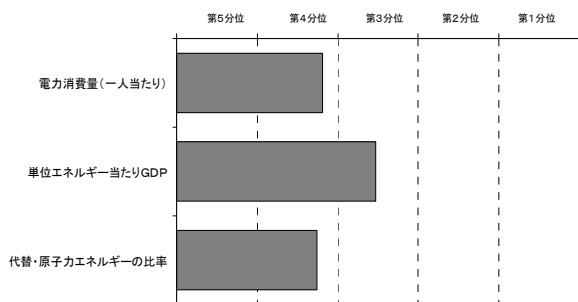 第5分位 第4分位 第3分位 第2分位 第1分位
電力消費量(一人当たり)
単位エネルギー当たりGDP
代替・原子力エネルギーの比率